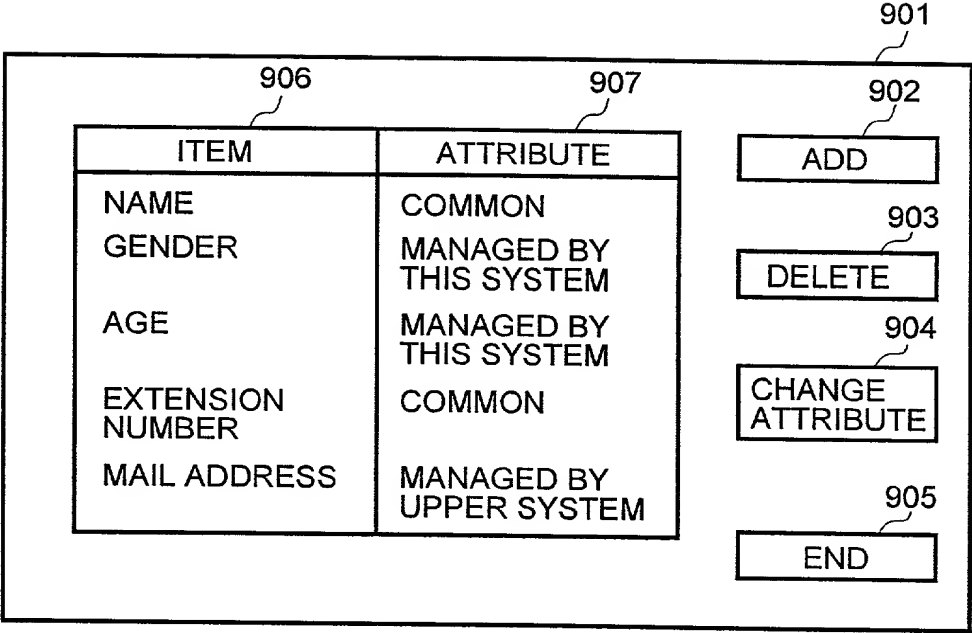 901
906
907
902
ITEM
ATTRIBUTE
ADD
NAME
COMMON
GENDER
MANAGED BY
THIS SYSTEM
903
DELETE
AGE
MANAGED BY
THIS SYSTEM
904
CHANGE
ATTRIBUTE
EXTENSION
NUMBER
COMMON
MAIL ADDRESS
MANAGED BY
UPPER SYSTEM
905
END